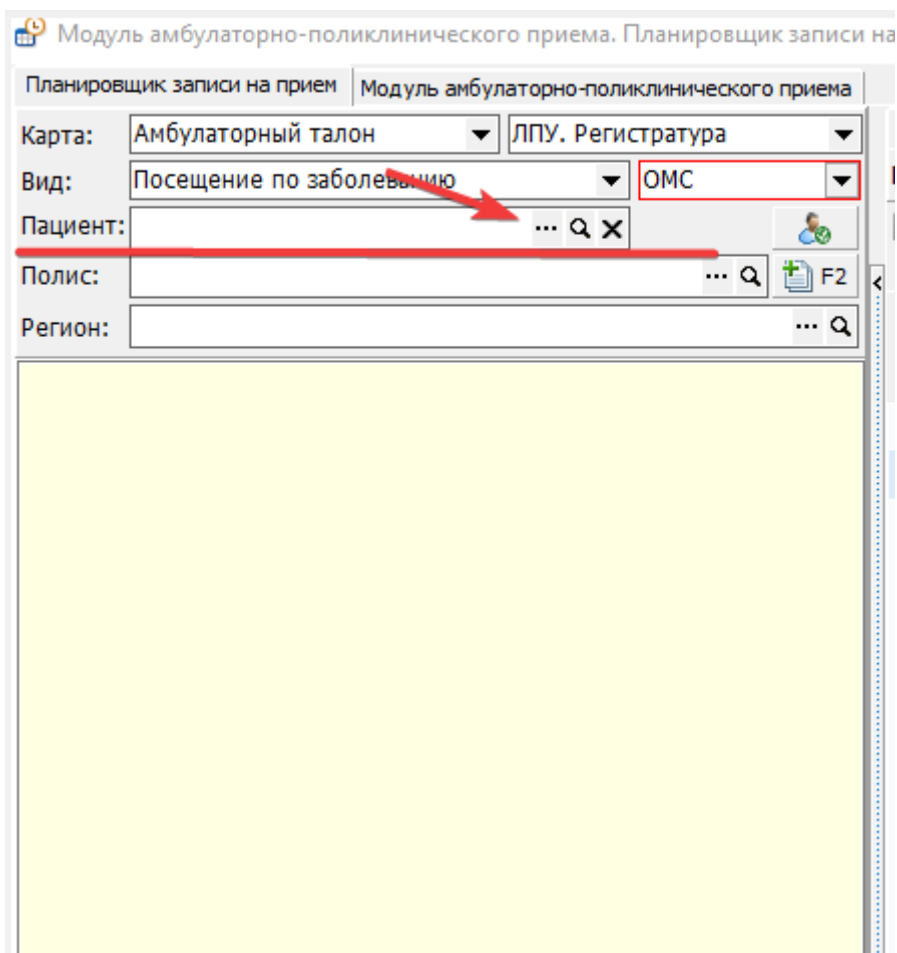 Модуль амбулаторно-поликлинического приема. Планировщик записи на
Планировщик записи на прием Модуль амбулаторно-поликлинического приема
Карта: Амбулаторный талон ЛПУ. Регистратура
Вид: Посещение по заболеванию ОМС
Пациент:
Полис: F2
Регион: